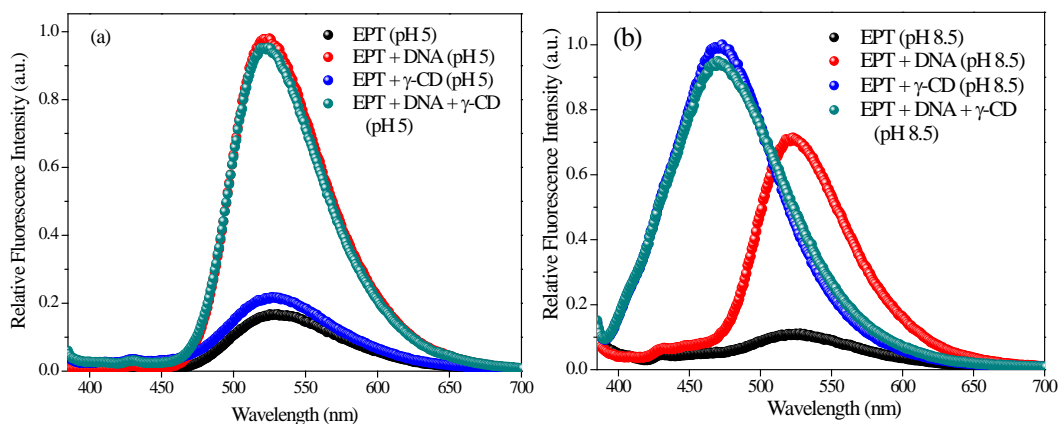 (a)
EPT (pH 5)
EPT + DNA (pH 5)
EPT + γ-CD (pH 5)
EPT + DNA + γ-CD
(pH 5)
Relative Fluorescence Intensity (a.u.)
1.0
0.8
0.6
0.4
0.2
0.0
400 450 500 550 600 650 700
Wavelength (nm)
(b)
EPT (pH 8.5)
EPT + DNA (pH 8.5)
EPT + γ-CD (pH 8.5)
EPT + DNA + γ-CD
(pH 8.5)
Relative Fluorescence Intensity (a.u.)
1.0
0.8
0.6
0.4
0.2
0.0
400 450 500 550 600 650 700
Wavelength (nm)